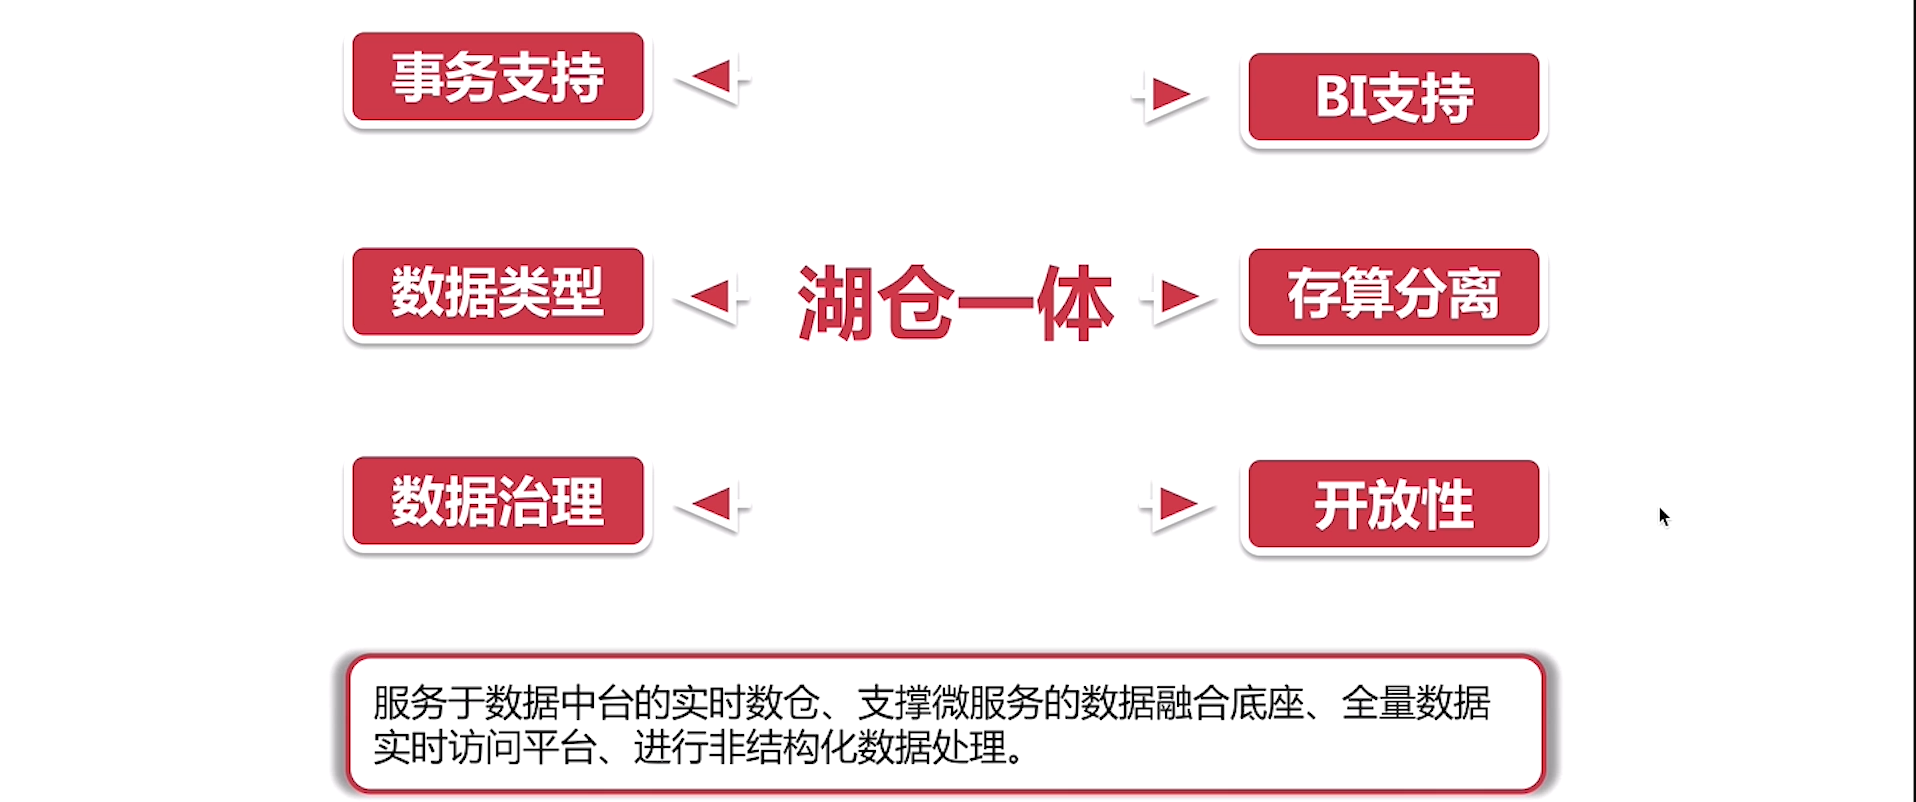 事务支持
BI支持
数据类型
湖仓一体
存算分离
数据治理
开放性
服务于数据中台的实时数仓、支撑微服务的数据融合底座、全量数据
实时访问平台、进行非结构化数据处理。